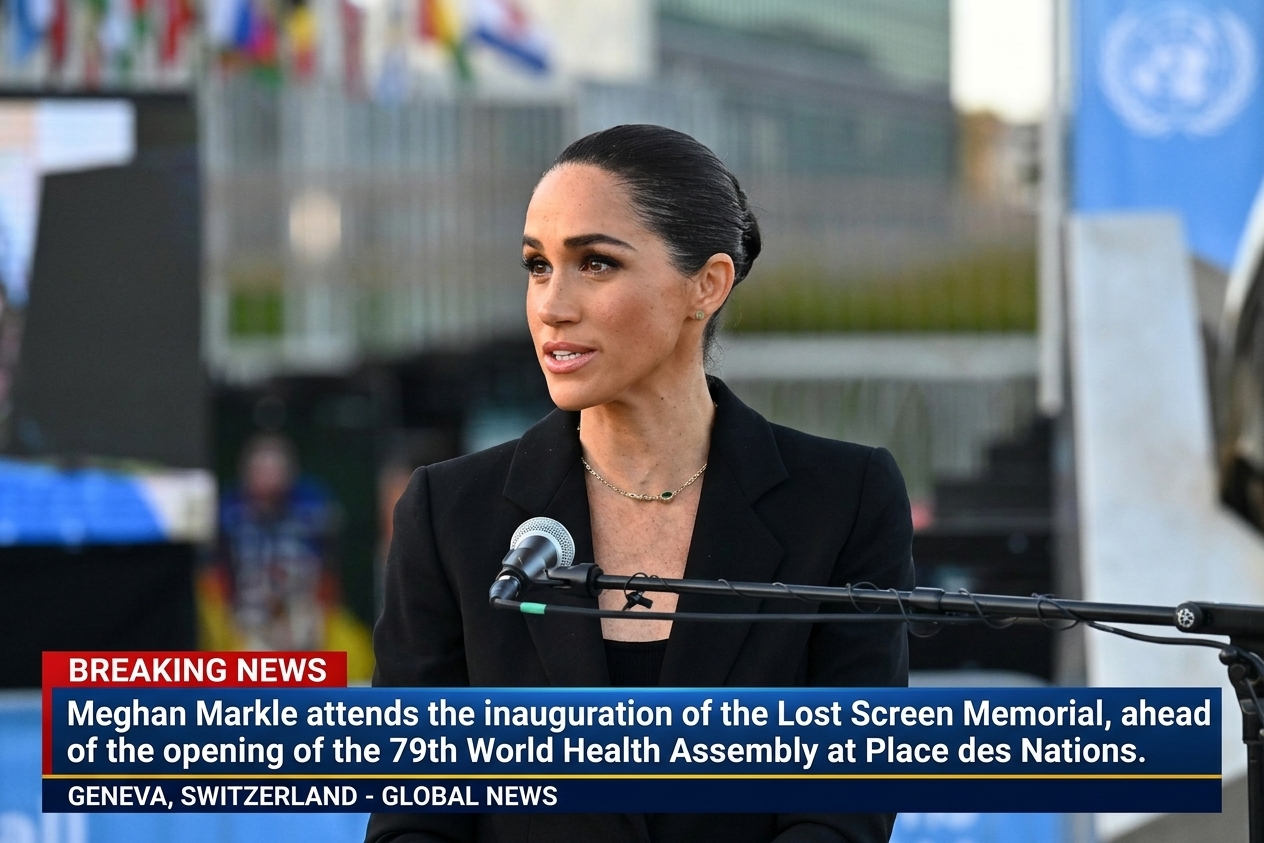 BREAKING NEWS
Meghan Markle attends the inauguration of the Lost Screen Memorial, ahead
of the opening of the 79th World Health Assembly at Place des Nations.
GENEVA, SWITZERLAND - GLOBAL NEWS